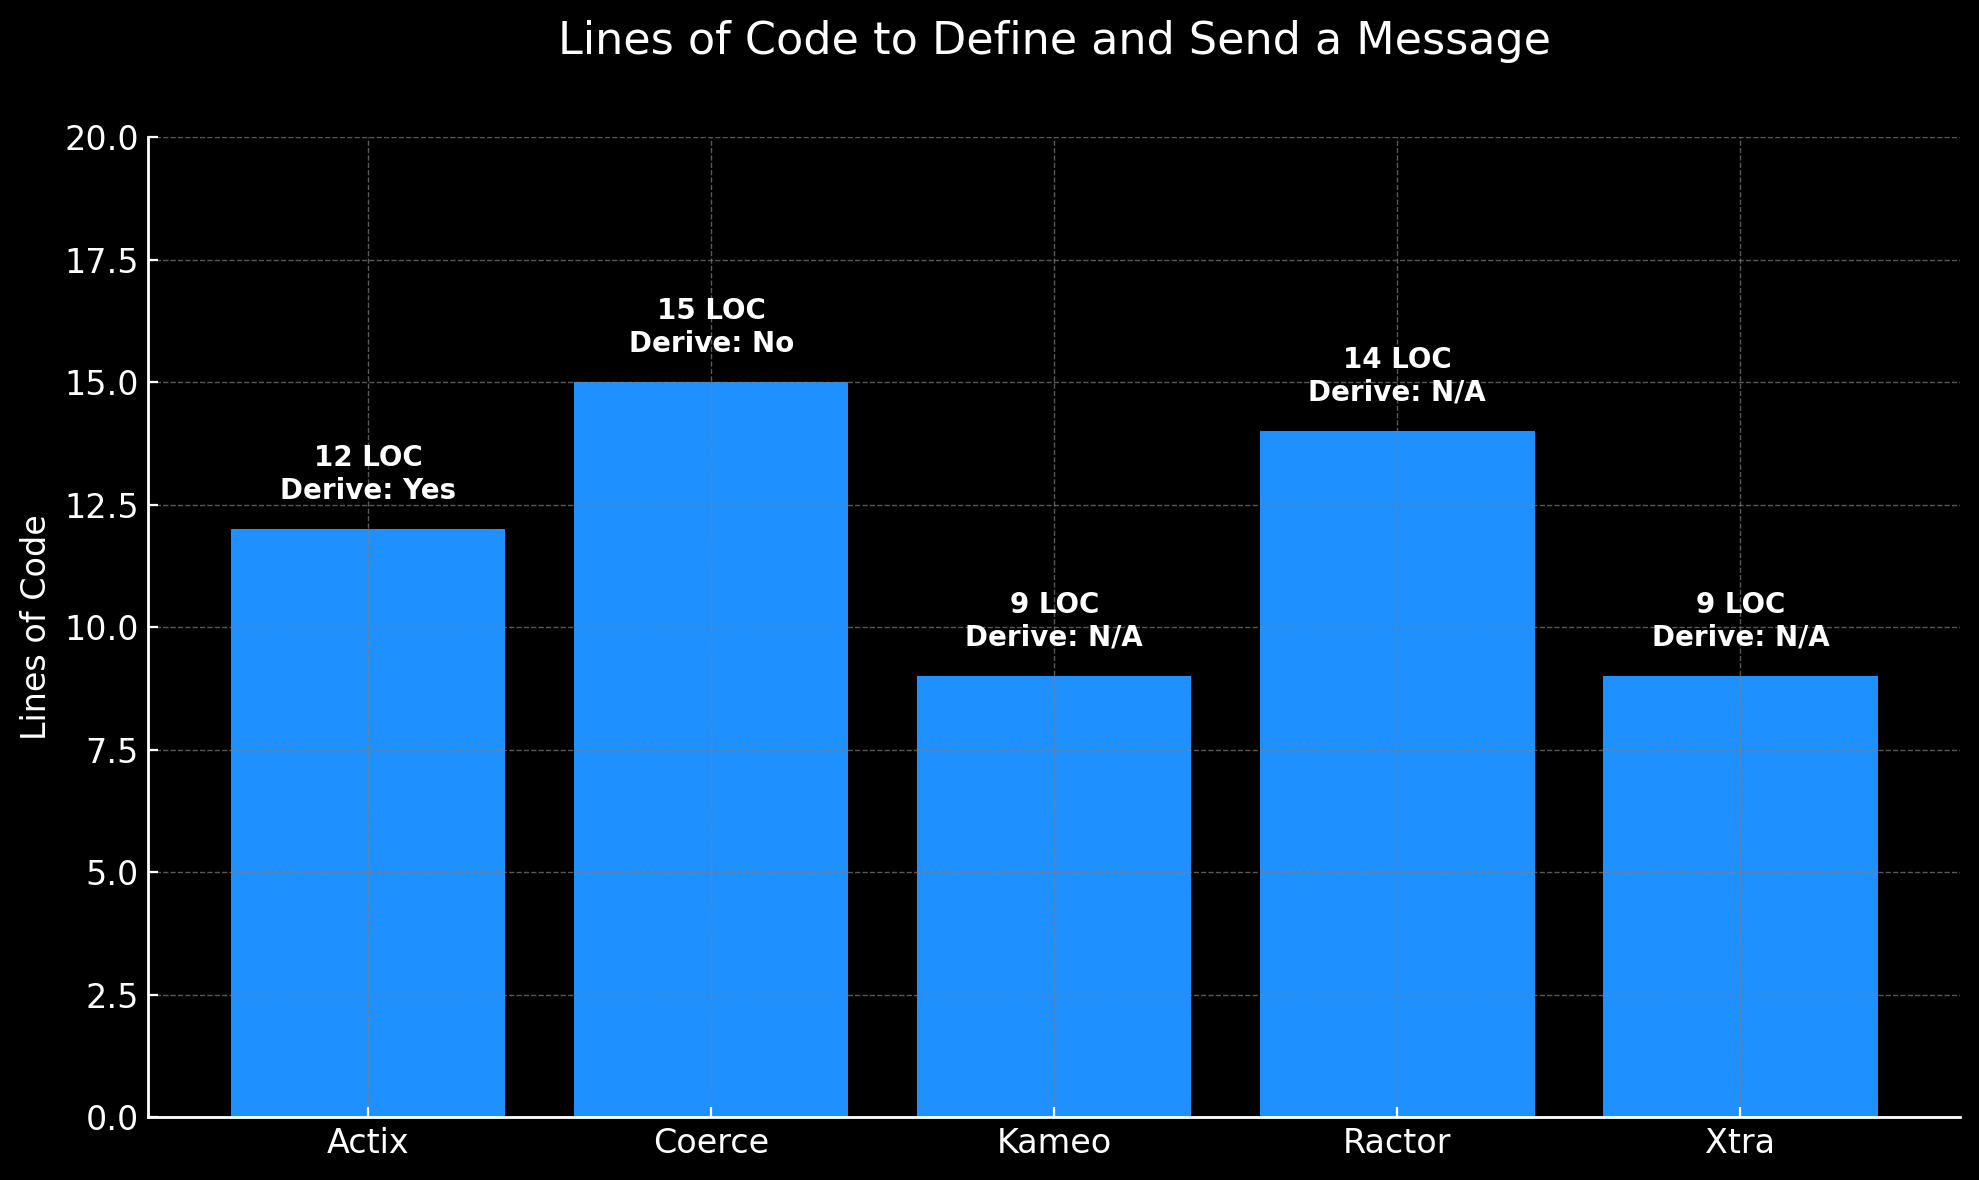 Lines of Code to Define and Send a Message
Lines of Code
20.0
17.5
15.0
12.5
10.0
7.5
5.0
2.5
0.0
12 LOC
Derive: Yes
15 LOC
Derive: No
9 LOC
Derive: N/A
14 LOC
Derive: N/A
9 LOC
Derive: N/A
Actix
Coerce
Kameo
Ractor
Xtra